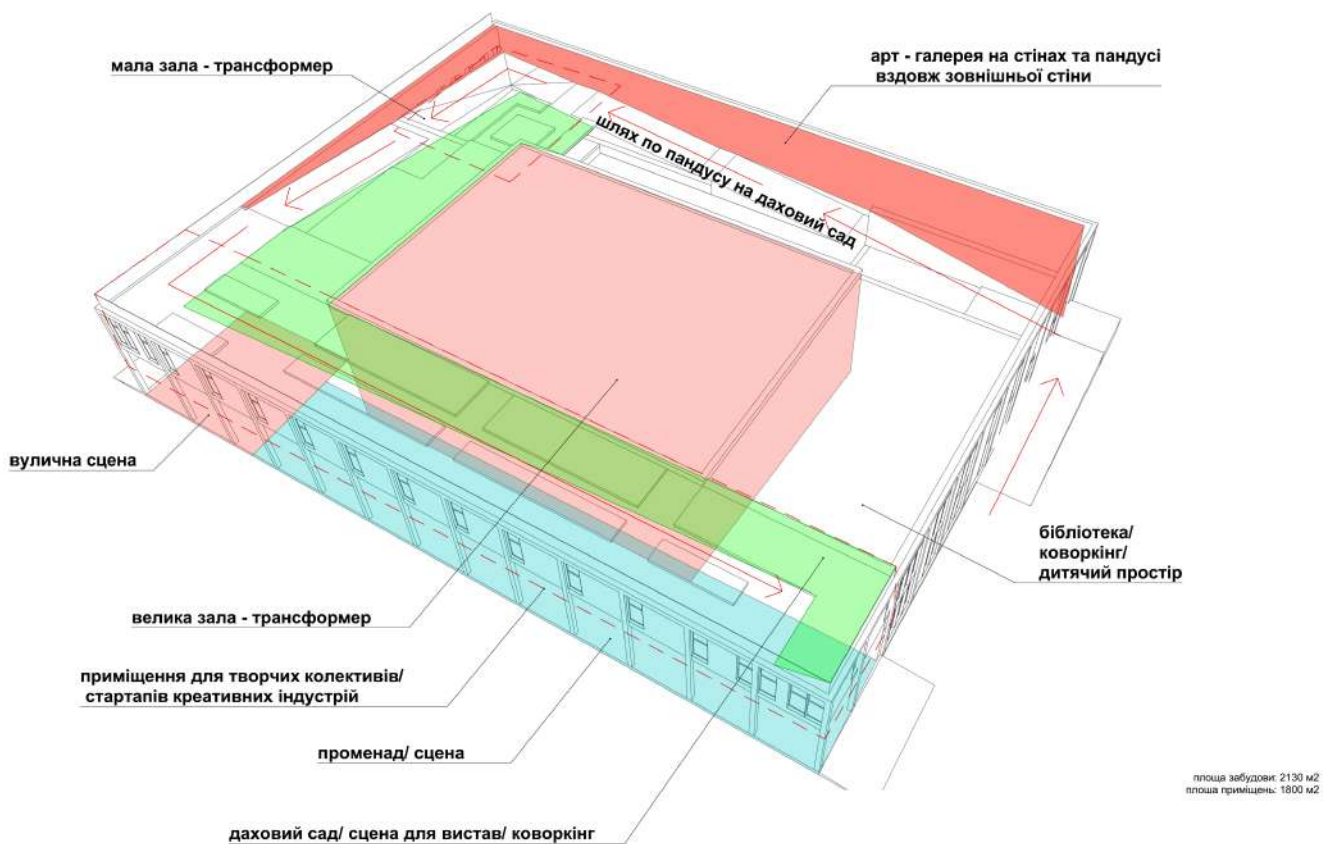 мала зала - трансформер
арт - галерея на стінах та пандусі
вздовж зовнішньої стіни
шлях по пандусу на даховий сад
вулична сцена
бібліотека/
коворкінг/
дитячий простір
велика зала - трансформер
приміщення для творчих колективів/
стартапів креативних індустрій
променад/ сцена
площа забудови: 2130 м2
площа приміщень: 1800 м2
даховий сад/ сцена для вистав/ коворкінг